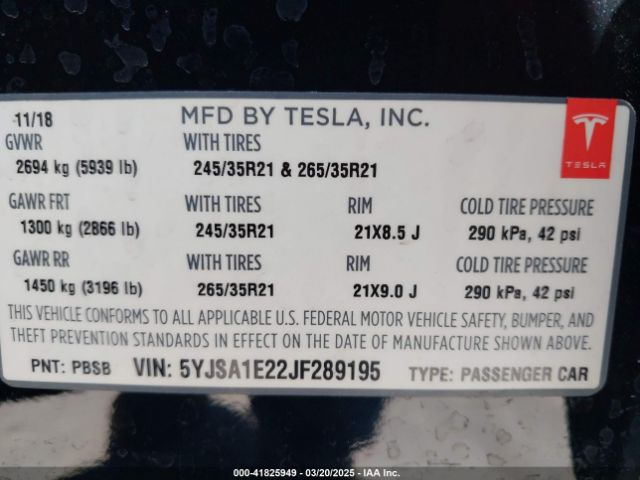 11/18 MFD BY TESLA, INC.
GVWR WITH TIRES
2694 kg (5939 lb) 245/35R21 & 265/35R21
TESLA
GAWR FRT WITH TIRES RIM COLD TIRE PRESSURE
1300 kg (2866 lb) 245/35R21 21X8.5 J 290 kPa, 42 psi
GAWR RR WITH TIRES RIM COLD TIRE PRESSURE
1450 kg (3196 lb) 265/35R21 21X9.0 J 290 kPa, 42 psi
THIS VEHICLE CONFORMS TO ALL APPLICABLE U.S. FEDERAL MOTOR VEHICLE SAFETY, BUMPER, AND
THEFT PREVENTION STANDARDS IN EFFECT ON THE DATE OF MANUFACTURE SHOWN ABOVE.
PNT: PBSB VIN: 5YJSA1E22JF289195 TYPE: PASSENGER CAR
000-41825949 — 03/20/2025 — IAA Inc.